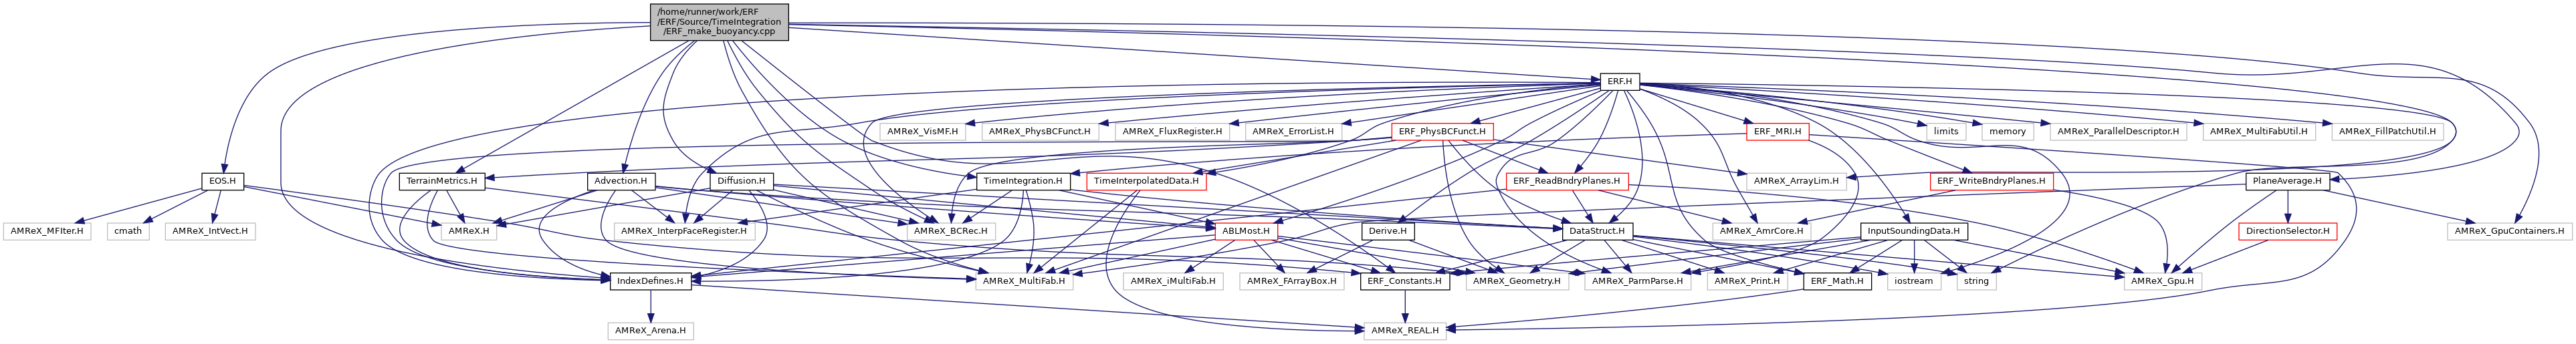 /home/runner/work/ERF
/ERF/Source/TimeIntegration
/ERF_make_buoyancy.cpp
ERF.H
AMReX_VisMF.H
AMReX_PhysBCFunct.H
AMReX_FluxRegister.H
AMReX_ErrorList.H
ERF_PhysBCFunct.H
ERF_MRI.H
limits
memory
AMReX_ParallelDescriptor.H
AMReX_MultiFabUtil.H
AMReX_FillPatchUtil.H
EOS.H
TerrainMetrics.H
Advection.H
Diffusion.H
TimeIntegration.H
TimeInterpolatedData.H
ERF_ReadBndryPlanes.H
AMReX_ArrayLim.H
ERF_WriteBndryPlanes.H
PlaneAverage.H
AMReX_MFIter.H
cmath
AMReX_IntVect.H
AMReX.H
AMReX_InterpFaceRegister.H
AMReX_BCRec.H
ABLMost.H
Derive.H
DataStruct.H
AMReX_AmrCore.H
InputSoundingData.H
DirectionSelector.H
AMReX_GpuContainers.H
IndexDefines.H
AMReX_MultiFab.H
AMReX_iMultiFab.H
AMReX_FArrayBox.H
ERF_Constants.H
AMReX_Geometry.H
AMReX_ParmParse.H
AMReX_Print.H
ERF_Math.H
iostream
string
AMReX_Gpu.H
AMReX_Arena.H
AMReX_REAL.H